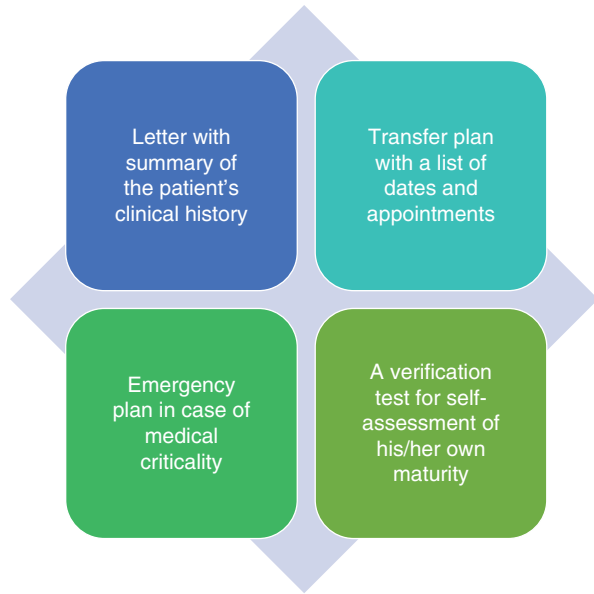 Letter with
summary of
the patient’s
clinical history
Transfer plan
with a list of
dates and
appointments
Emergency
plan in case of
medical
criticality
A verification
test for self-
assessment of
his/her own
maturity